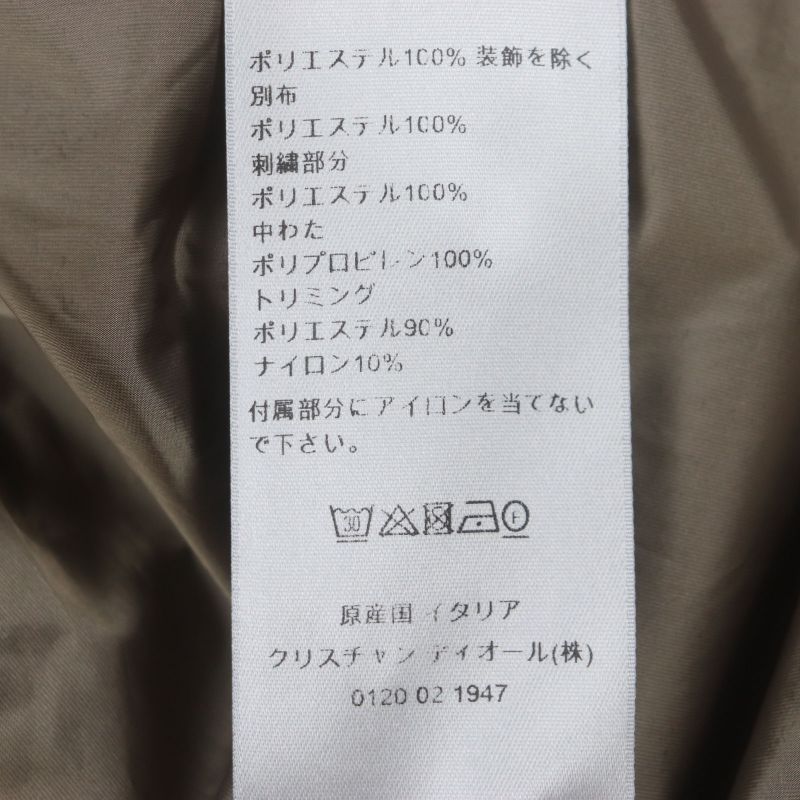 ポリエステル100% 装飾を除く
別布
ポリエステル100%
刺繍部分
ポリエステル100%
中わた
ポリプロピレン100%
トリミング
ポリエステル90%
ナイロン10%
付属部分にアイロンを当てない
で下さい。
30 F
原産国 イタリア
クリスチャン ディオール(株)
0120 02 1947